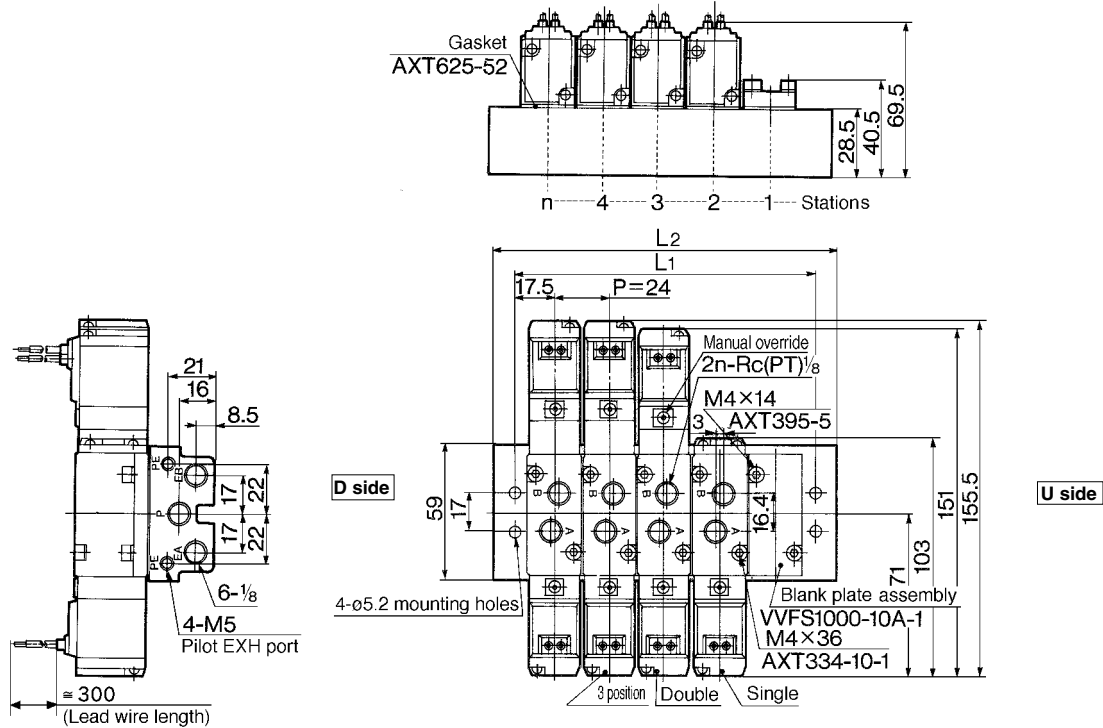 Gasket
AXT625-52
28.5
40.5
69.5
n 4 3 2 1 Stations
L2
L1
17.5
P=24
Manual override
2n-Rc(PT)1/8
M4×14
3
AXT395-5
21
16
8.5
PE
EB
P
EA
PE
17
22
17
22
6-1/8
4-M5
Pilot EXH port
≅300
(Lead wire length)
D side
U side
59
17
B B B B
A A A A
16.4
71
103
151
155.5
4-ø5.2 mounting holes
Blank plate assembly
VVFS1000-10A-1
M4×36
AXT334-10-1
3 position
Double
Single